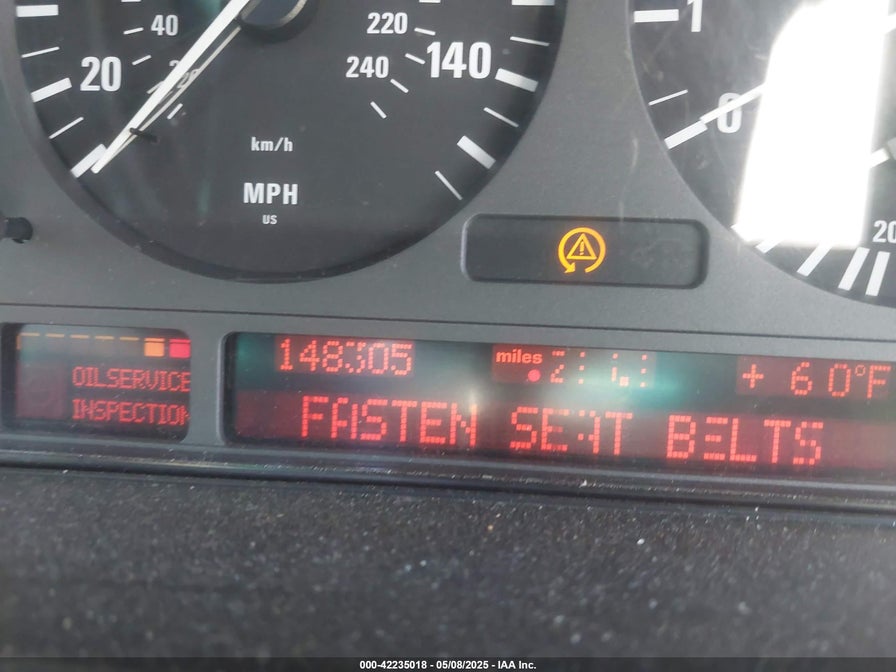 40
220
20
240
140
km/h
MPH
US
1
0
20
148305
miles
+ 60°F
OILSERVICE
INSPECTION
FASTEN SEAT BELTS
000-42235018 - 05/08/2025 - IAA Inc.